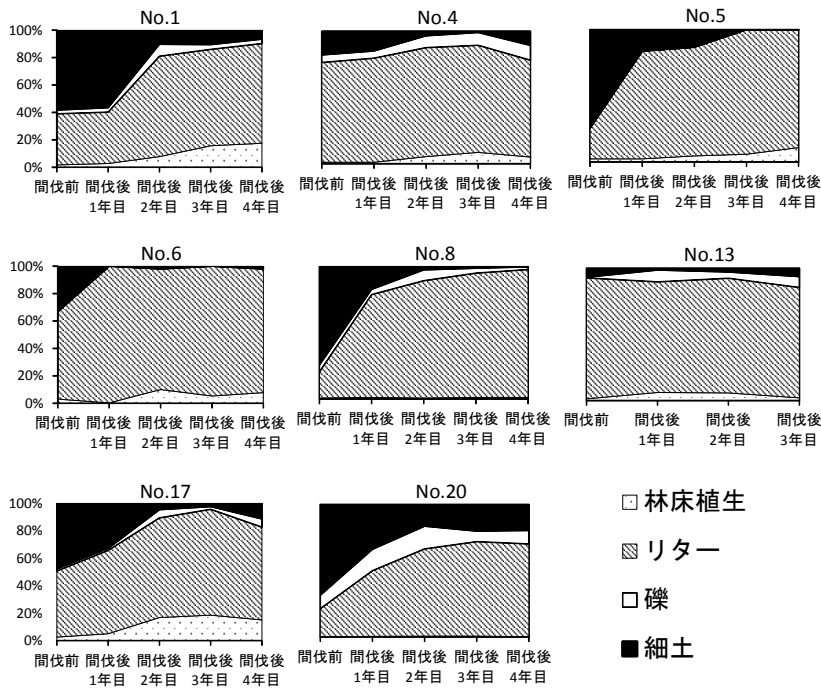 No.1
100%
80%
60%
40%
20%
0%
間伐前 間伐後 間伐後 間伐後 間伐後
1年目 2年目 3年目 4年目
No.4
間伐前 間伐後 間伐後 間伐後 間伐後
1年目 2年目 3年目 4年目
No.5
間伐前 間伐後 間伐後 間伐後 間伐後
1年目 2年目 3年目 4年目
No.6
100%
80%
60%
40%
20%
0%
間伐前 間伐後 間伐後 間伐後 間伐後
1年目 2年目 3年目 4年目
No.8
間伐前 間伐後 間伐後 間伐後 間伐後
1年目 2年目 3年目 4年目
No.13
間伐前 間伐後 間伐後 間伐後
1年目 2年目 3年目
No.17
100%
80%
60%
40%
20%
0%
間伐前 間伐後 間伐後 間伐後 間伐後
1年目 2年目 3年目 4年目
No.20
間伐前 間伐後 間伐後 間伐後 間伐後
1年目 2年目 3年目 4年目
林床植生
リター
礫
細土